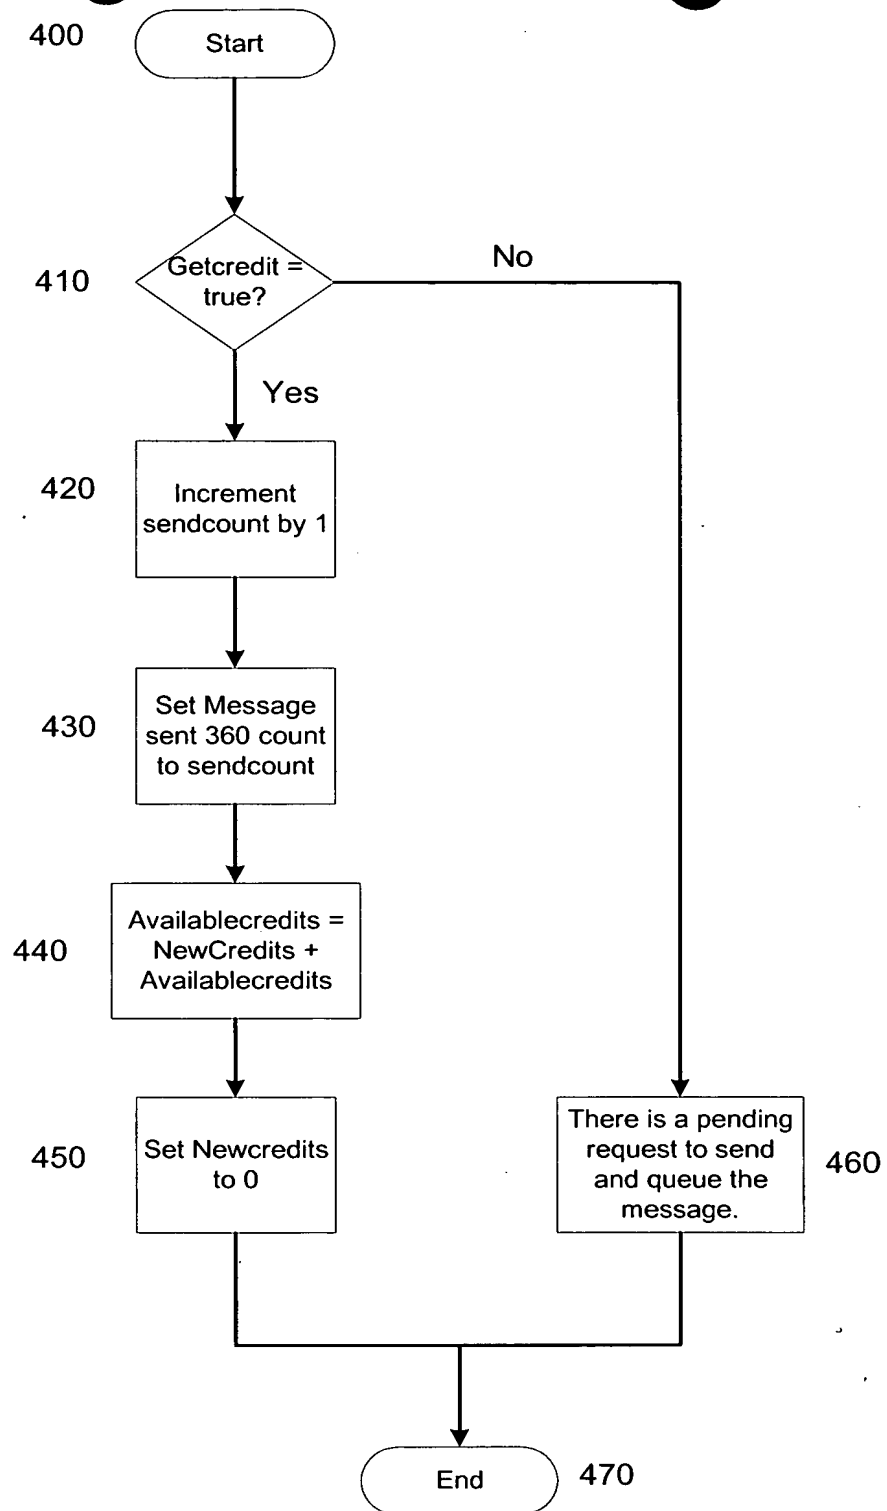 400
Start
410
Getcredit =
true?
No
Yes
420
Increment
sendcount by 1
430
Set Message
sent 360 count
to sendcount
440
Availablecredits =
NewCredits +
Availablecredits
450
Set Newcredits
to 0
There is a pending
request to send
and queue the
message.
460
End
470